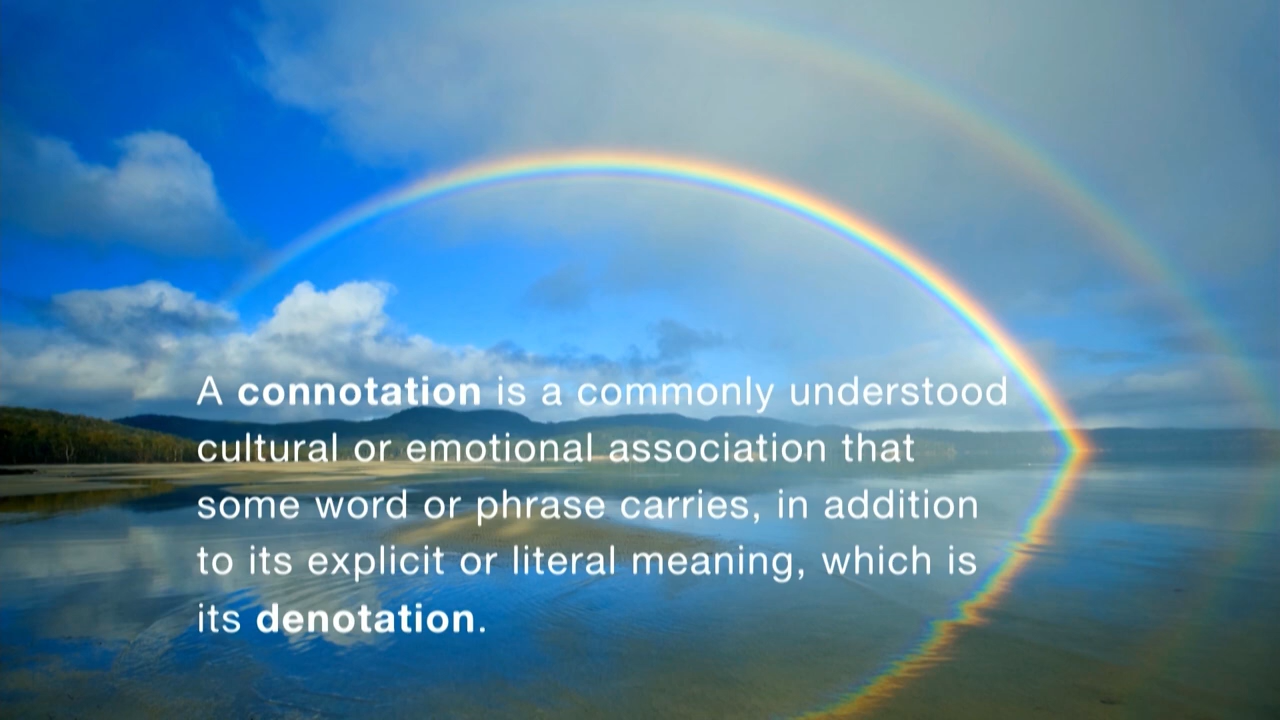 A connotation is a commonly understood
cultural or emotional association that
some word or phrase carries, in addition
to its explicit or literal meaning, which is
its denotation.